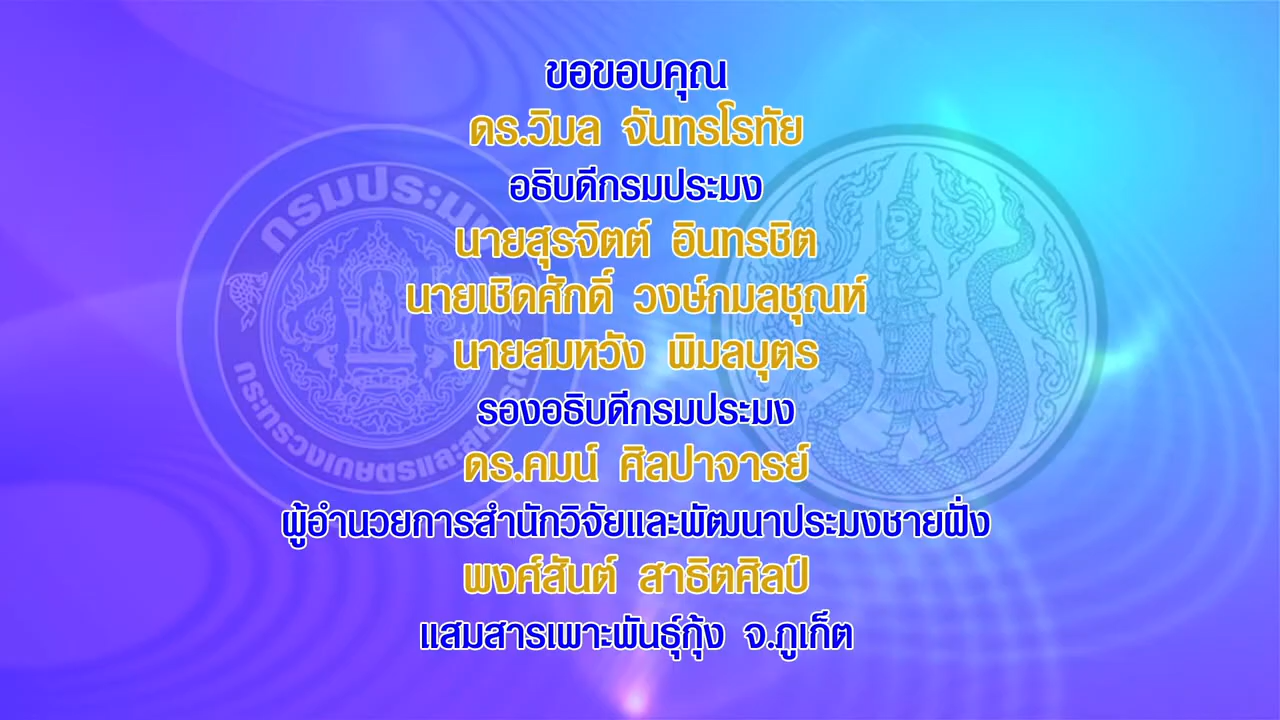 ขอขอบคุณ
ดร.วิมล จันทรโรทัย
อธิบดีกรมประมง
นายสุรจิตต์ อินทรชิต
นายเชิดศักดิ์ วงษ์กมลชุณห์
นายสมหวัง พิมลบุตร
รองอธิบดีกรมประมง
ดร.คมน์ ศิลปาจารย์
ผู้อำนวยการสำนักวิจัยและพัฒนาประมงชายฝั่ง
พงศ์สันต์ สาธิตศิลป์
แสมสารเพาะพันธุ์กุ้ง จ.ภูเก็ต
กรมประมง